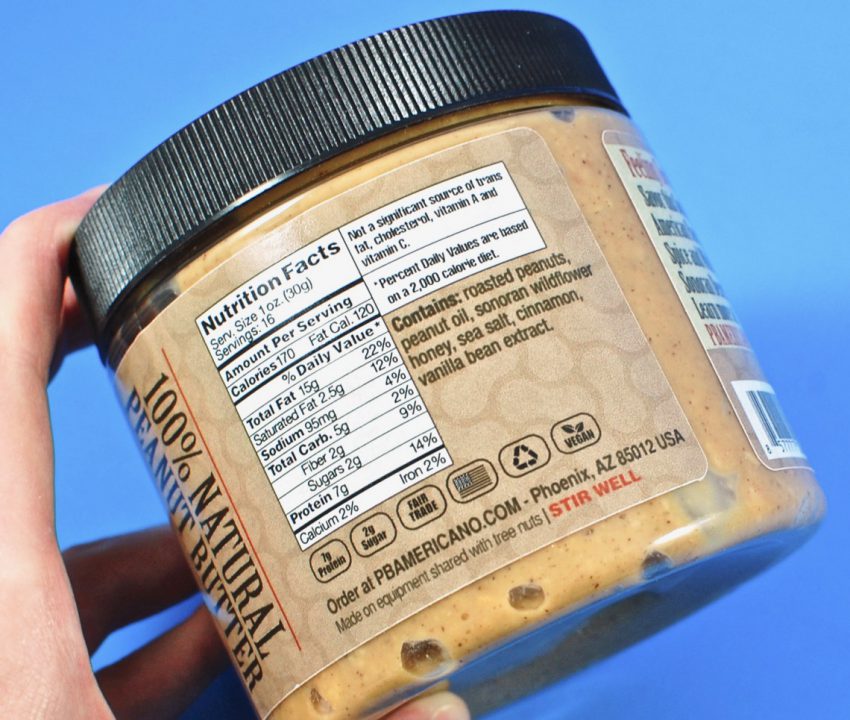 Nutrition Facts
Serv. Size 1 oz. (30g)
Servings: 16
Amount Per Serving
Calories 170 Fat Cal. 120
% Daily Value *
Total Fat 15g 22%
Saturated Fat 2.5g 12%
Sodium 95mg 4%
Total Carb. 5g 2%
Fiber 2g 9%
Sugars 2g
Protein 7g 14%
Calcium 2% Iron 2%
Not a significant source of trans
fat, cholesterol, vitamin A and
vitamin C.
*Percent Daily Values are based
on a 2,000 calorie diet.
Contains: roasted peanuts,
peanut oil, sonoran wildflower
honey, sea salt, cinnamon,
vanilla bean extract.
7g
Protein
2g
Sugar
FAIR
TRADE
VEGAN
Order at PBAMERICANO.COM - Phoenix, AZ 85012 USA
Made on equipment shared with tree nuts | STIR WELL
100% NATURAL
PEANUT BUTTER